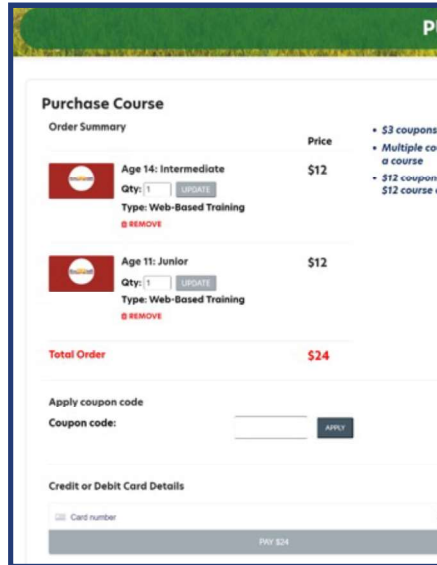 Purchase Course
Order Summary
Price
• $3 coupons
• Multiple
a course
- $12 coupon
$12 course
Age 14: Intermediate
$12
Qty: 1 UPDATE
Type: Web-Based Training
REMOVE
Age 11: Junior
$12
Qty: 1 UPDATE
Type: Web-Based Training
REMOVE
Total Order
$24
Apply coupon code
Coupon code:
APPLY
Credit or Debit Card Details
Card number
PAY $24